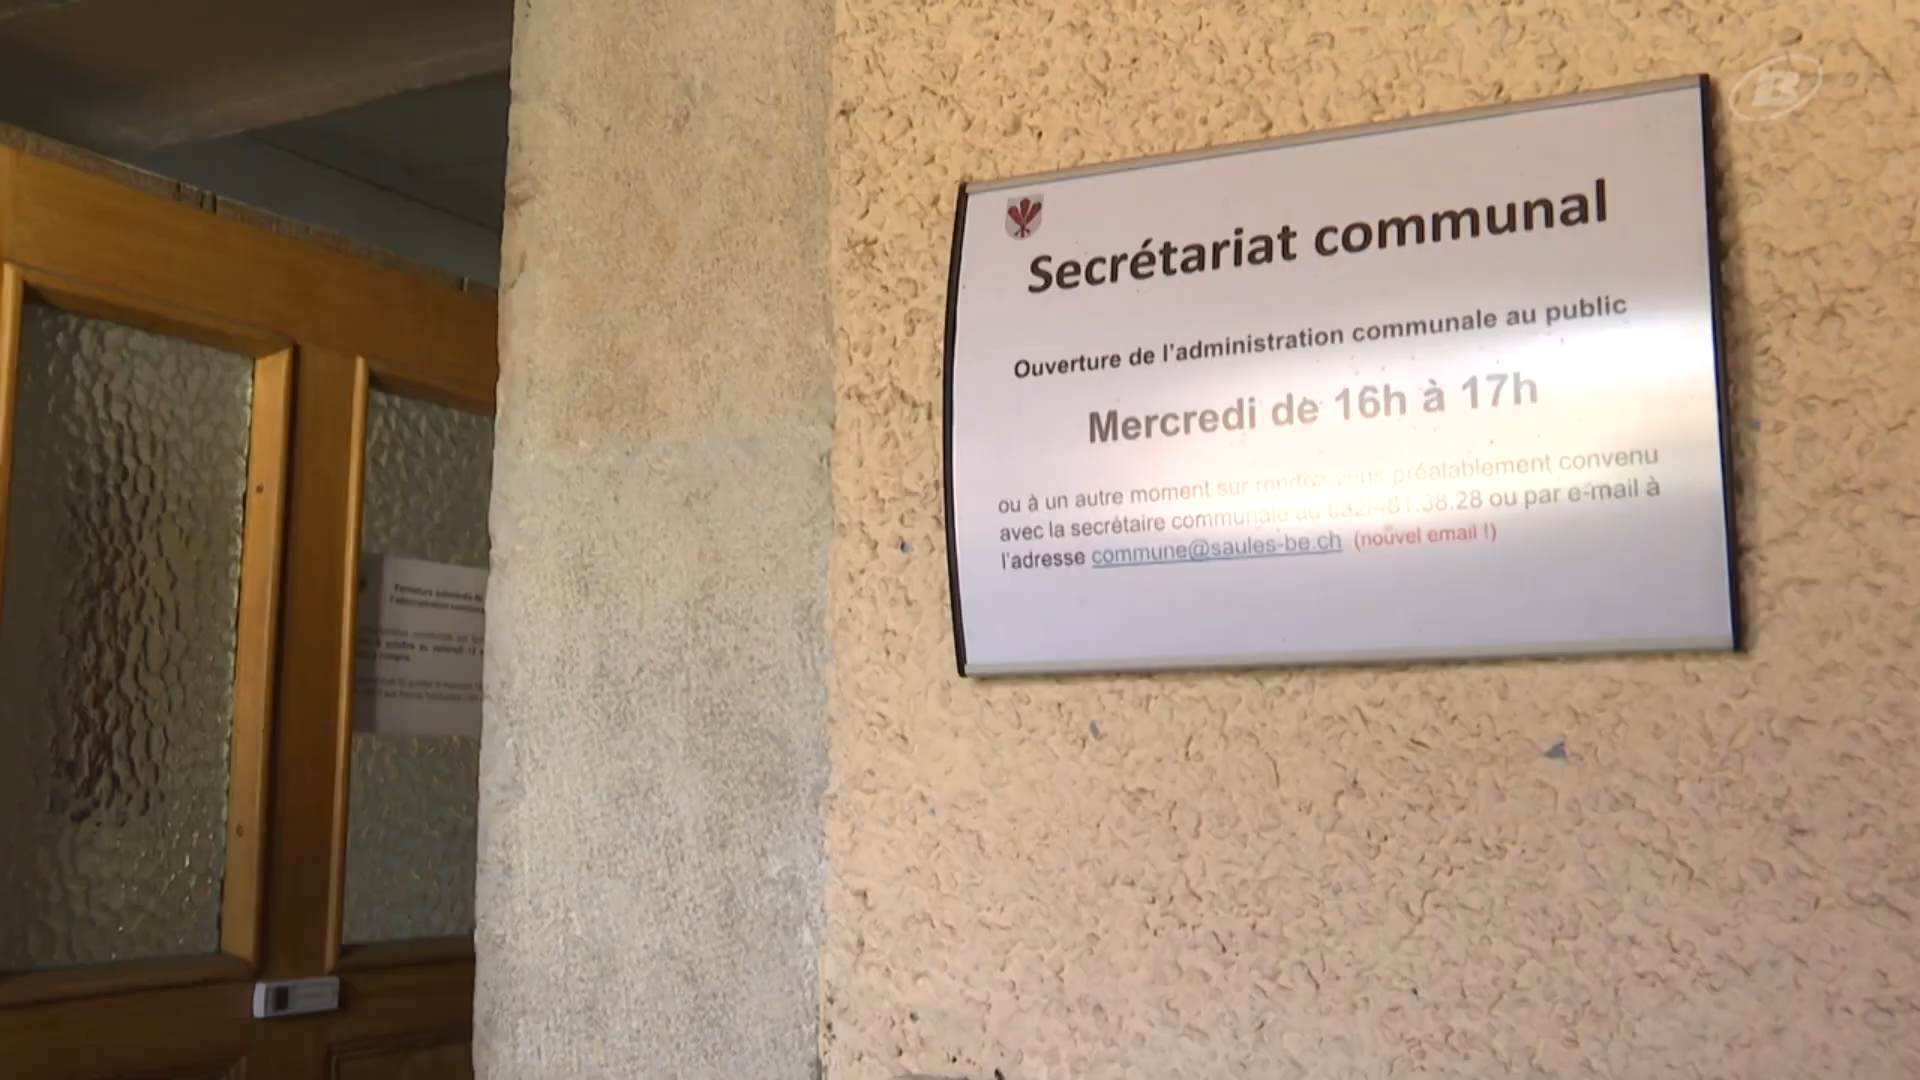 Secrétariat communal
Ouverture de l'administration communale au public
Mercredi de 16h à 17h
ou à un autre moment sur rendez-vous préalablement convenu
avec la secrétaire communale au 032/481.38.28 ou par e-mail à
l'adresse commune@saules-be.ch (nouvel email !)